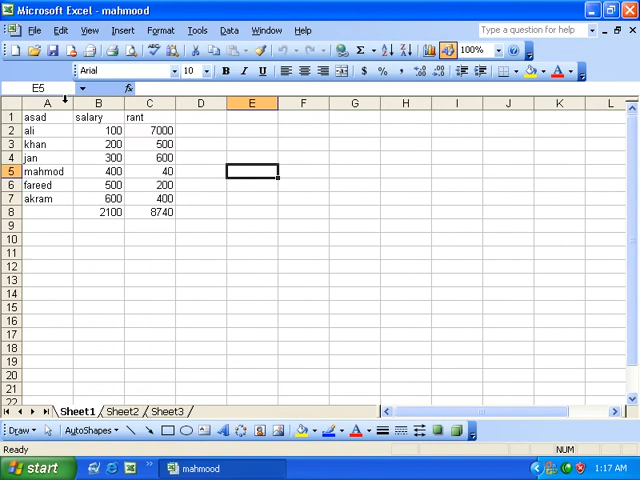 Microsoft Excel - mahmood
File Edit View Insert Format Tools Data Window Help Type a question for help
100%
Arial 10 B I U $ % ,
E5 fx
A B C D E F G H I J K L
1 asad salary rant
2 ali 100 7000
3 khan 200 500
4 jan 300 600
5 mahmod 400 40
6 fareed 500 200
7 akram 600 400
8 2100 8740
9
10
11
12
13
14
15
16
17
18
19
20
21
22
Sheet1 Sheet2 Sheet3
Draw AutoShapes
Ready NUM
start mahmood 1:17 AM